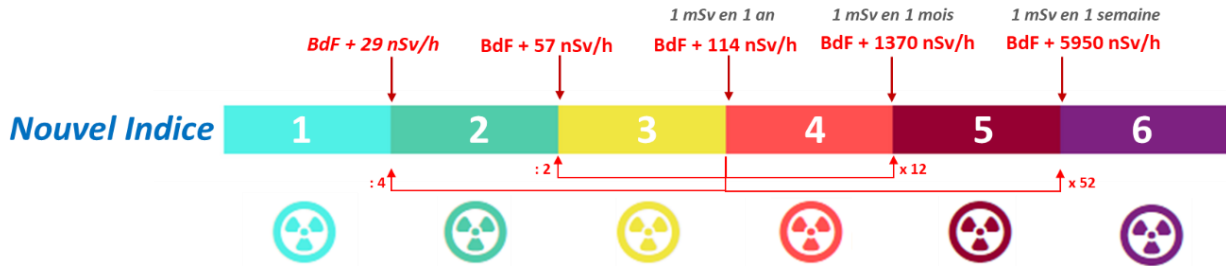 1 mSv en 1 an 1 mSv en 1 mois 1 mSv en 1 semaine
BdF + 29 nSv/h BdF + 57 nSv/h BdF + 114 nSv/h BdF + 1370 nSv/h BdF + 5950 nSv/h
Nouvel Indice 1 2 3 4 5 6
: 4 : 2 x 12 x 52